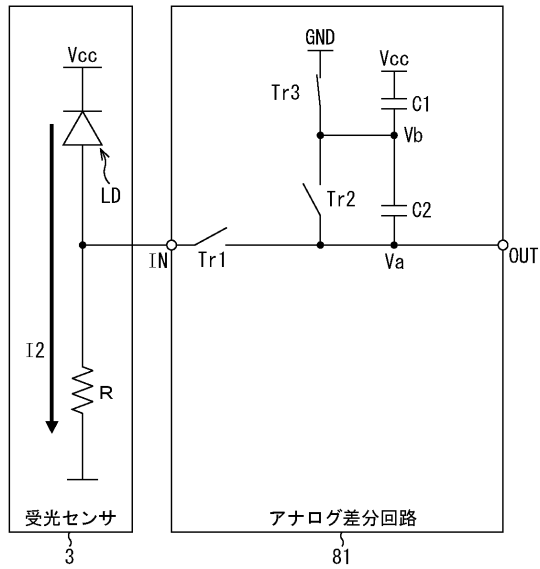 Vcc
LD
I2
R
受光センサ
3
GND
Tr3
Vcc
C1
Vb
Tr2
C2
IN
Tr1
Va
OUT
アナログ差分回路
81